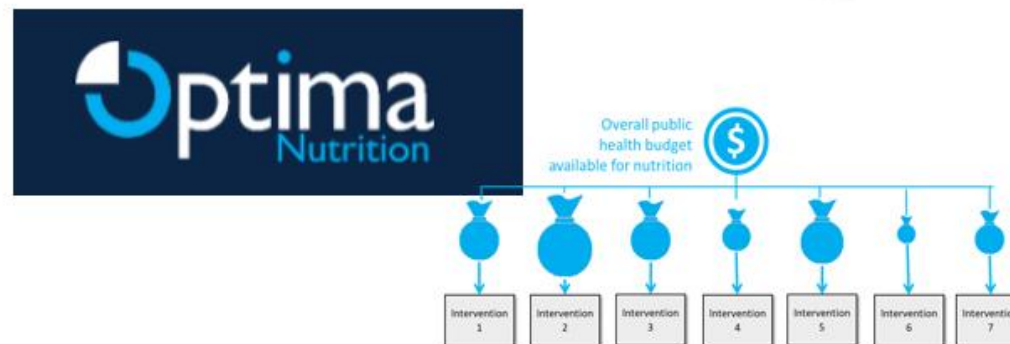 Optima
Nutrition
Overall public
health budget
available for nutrition
$
Intervention
1
Intervention
2
Intervention
3
Intervention
4
Intervention
5
Intervention
6
Interventio
7